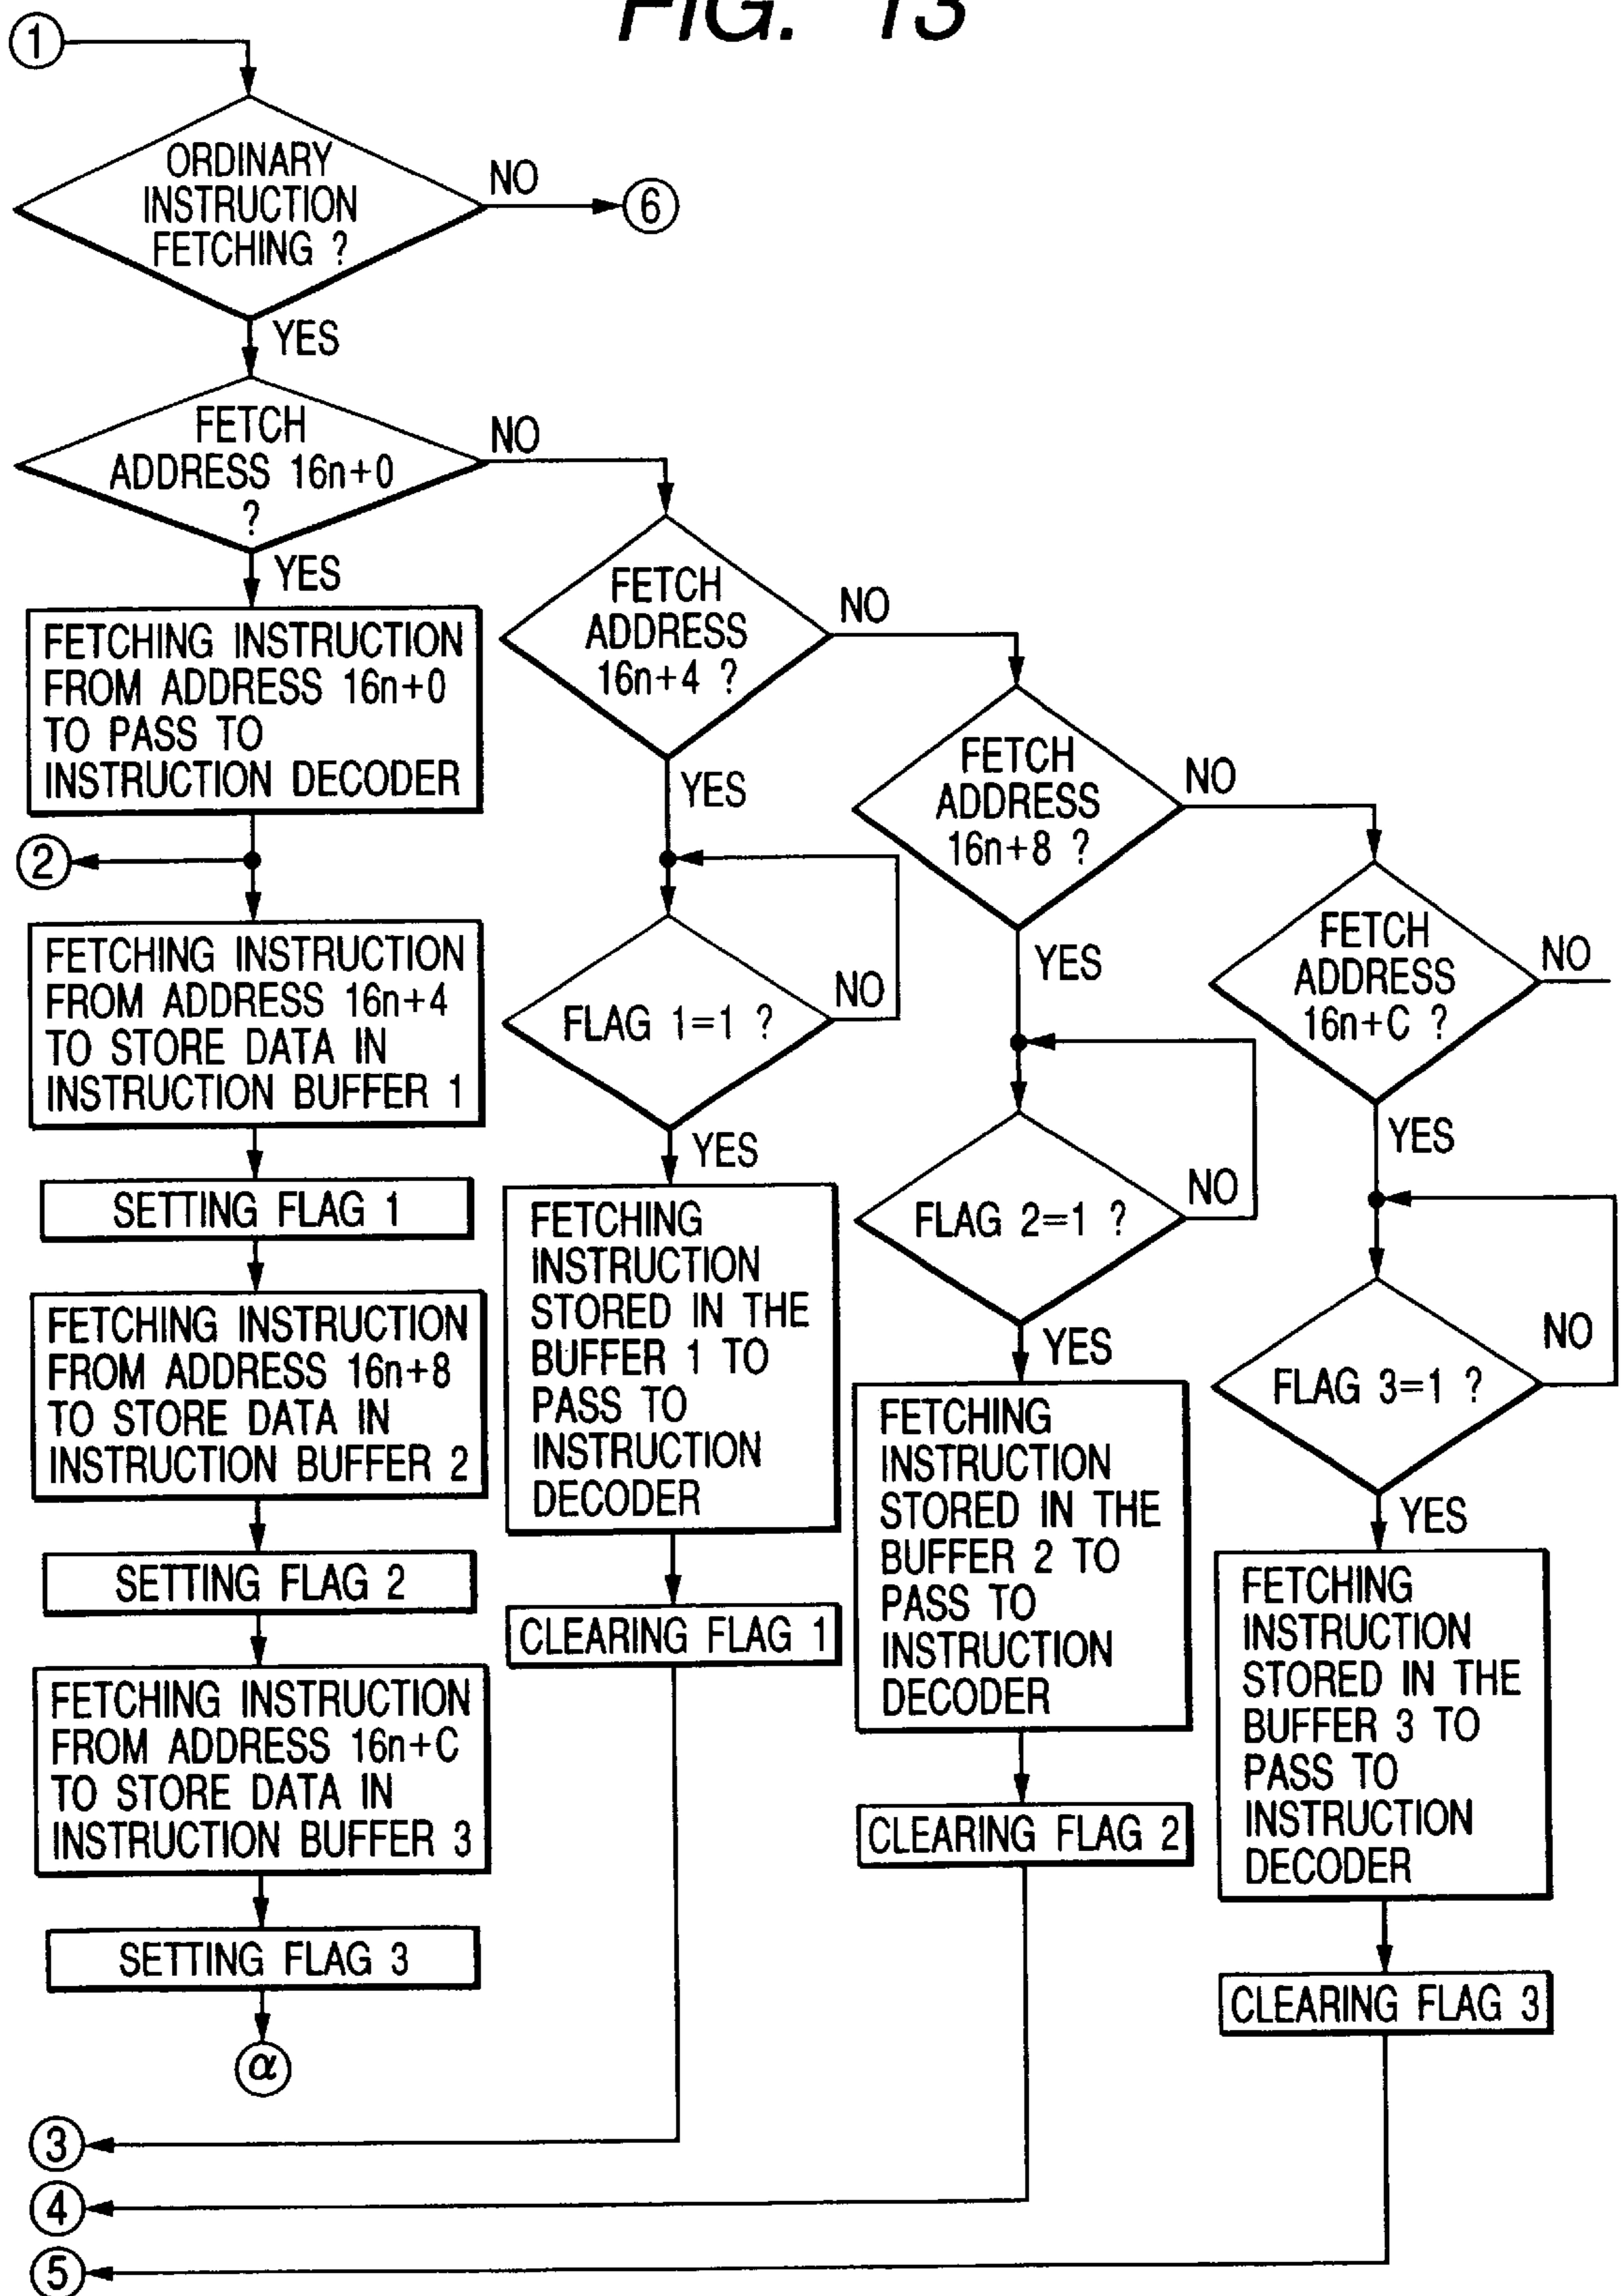 FIG. 13
1
ORDINARY
INSTRUCTION
FETCHING ?
NO
6
YES
FETCH
ADDRESS 16n+0
?
NO
YES
FETCHING INSTRUCTION
FROM ADDRESS 16n+0
TO PASS TO
INSTRUCTION DECODER
2
FETCHING INSTRUCTION
FROM ADDRESS 16n+4
TO STORE DATA IN
INSTRUCTION BUFFER 1
SETTING FLAG 1
FETCHING INSTRUCTION
FROM ADDRESS 16n+8
TO STORE DATA IN
INSTRUCTION BUFFER 2
SETTING FLAG 2
FETCHING INSTRUCTION
FROM ADDRESS 16n+C
TO STORE DATA IN
INSTRUCTION BUFFER 3
SETTING FLAG 3
α
FETCH
ADDRESS
16n+4 ?
NO
YES
FLAG 1=1 ?
NO
YES
FETCHING
INSTRUCTION
STORED IN THE
BUFFER 1 TO
PASS TO
INSTRUCTION
DECODER
CLEARING FLAG 1
FETCH
ADDRESS
16n+8 ?
NO
YES
FLAG 2=1 ?
NO
YES
FETCHING
INSTRUCTION
STORED IN THE
BUFFER 2 TO
PASS TO
INSTRUCTION
DECODER
CLEARING FLAG 2
FETCH
ADDRESS
16n+C ?
NO
YES
FLAG 3=1 ?
NO
YES
FETCHING
INSTRUCTION
STORED IN THE
BUFFER 3 TO
PASS TO
INSTRUCTION
DECODER
CLEARING FLAG 3
3
4
5